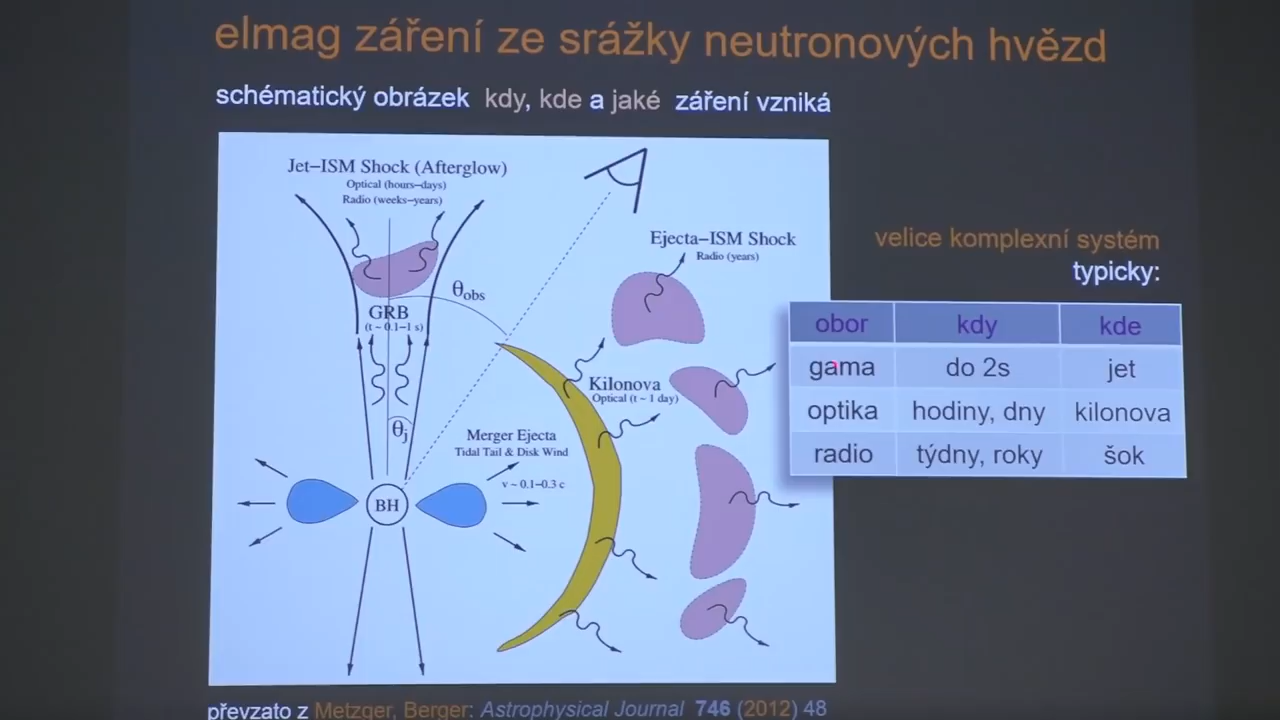 elmag záření ze srážky neutronových hvězd
schématický obrázek kdy, kde a jaké záření vzniká
Jet–ISM Shock (Afterglow)
Optical (hours–days)
Radio (weeks–years)
Ejecta–ISM Shock
Radio (years)
θobs
GRB
(t ~ 0.1–1 s)
Kilonova
Optical (t ~ 1 day)
θj
Merger Ejecta
Tidal Tail & Disk Wind
v ~ 0.1–0.3 c
BH
velice komplexní systém
typicky:
obor kdy kde
gama do 2s jet
optika hodiny, dny kilonova
radio týdny, roky šok
převzato z Metzger, Berger: Astrophysical Journal 746 (2012) 48